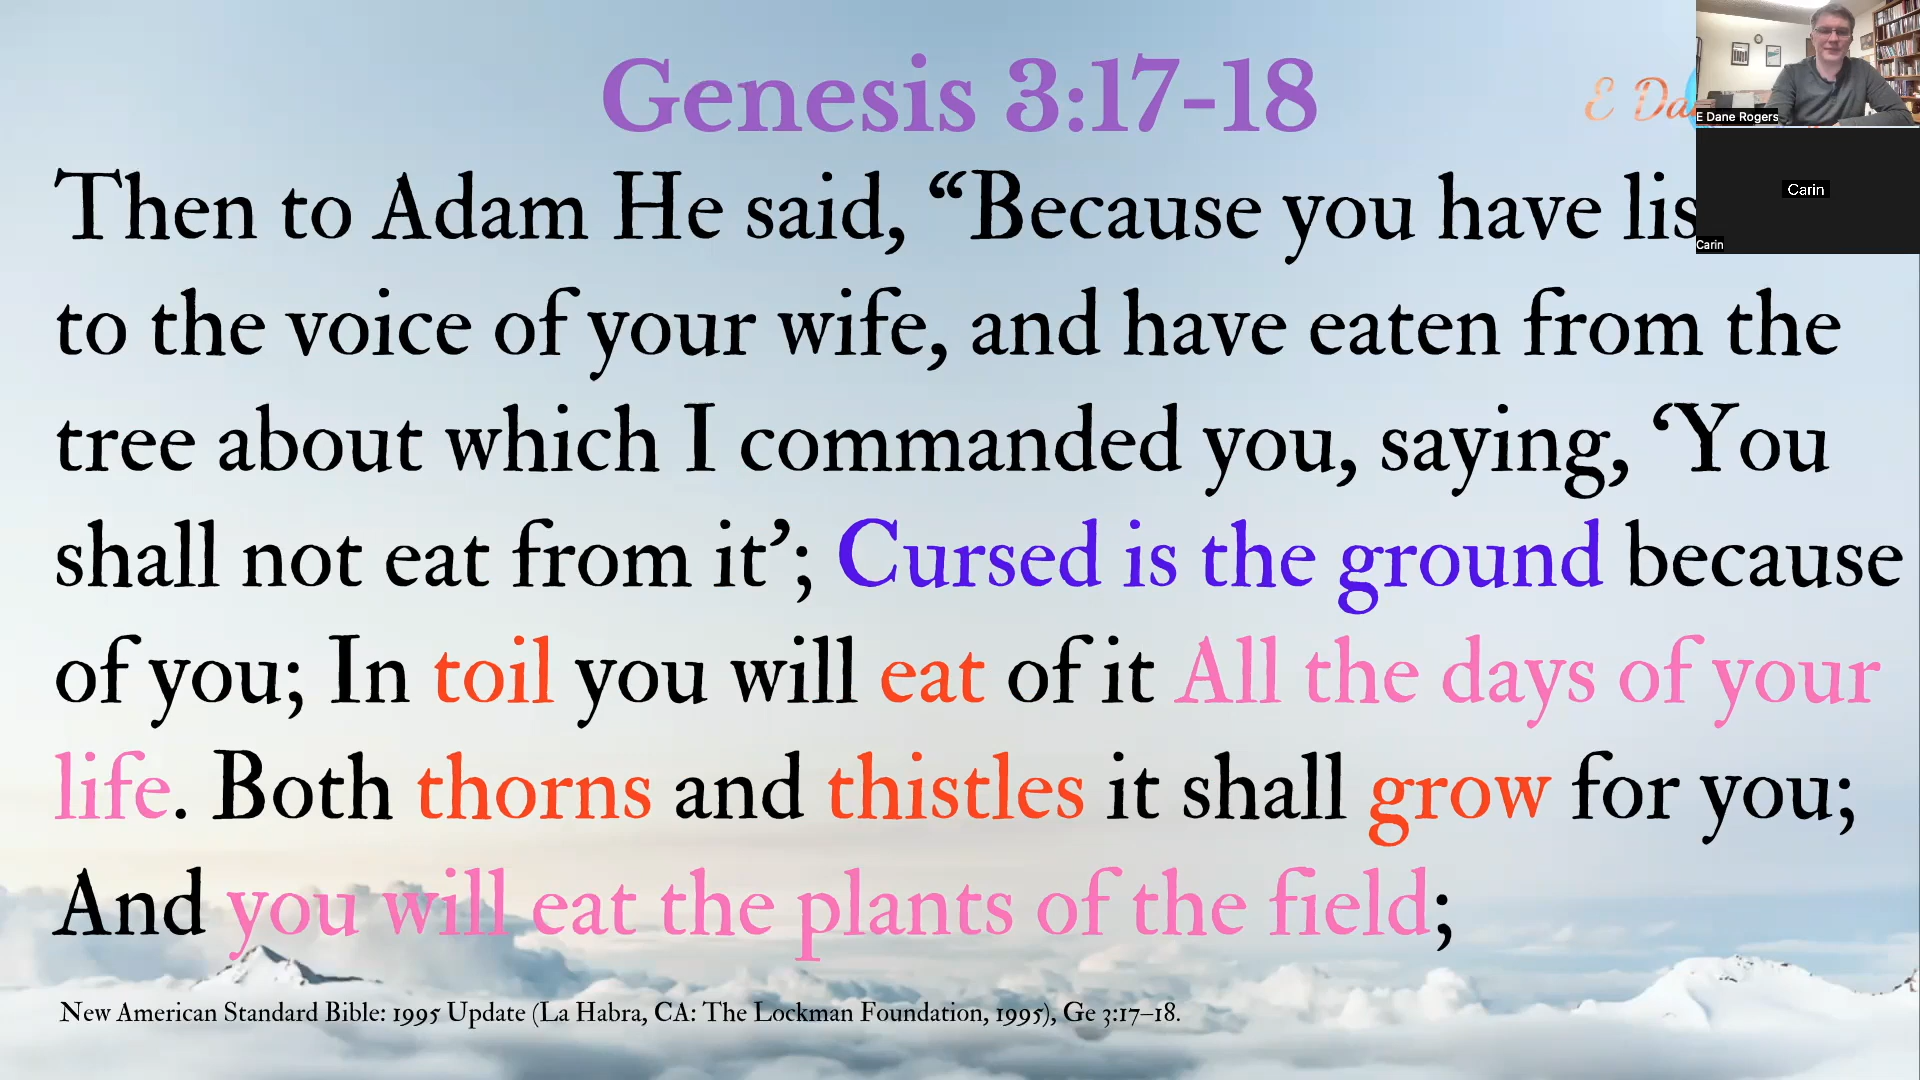 Genesis 3:17-18
E Da
E Dane Rogers
Carin
Carin
Then to Adam He said, “Because you have lis
to the voice of your wife, and have eaten from the
tree about which I commanded you, saying, ‘You
shall not eat from it’; Cursed is the ground because
of you; In toil you will eat of it All the days of your
life. Both thorns and thistles it shall grow for you;
And you will eat the plants of the field;
New American Standard Bible: 1995 Update (La Habra, CA: The Lockman Foundation, 1995), Ge 3:17–18.